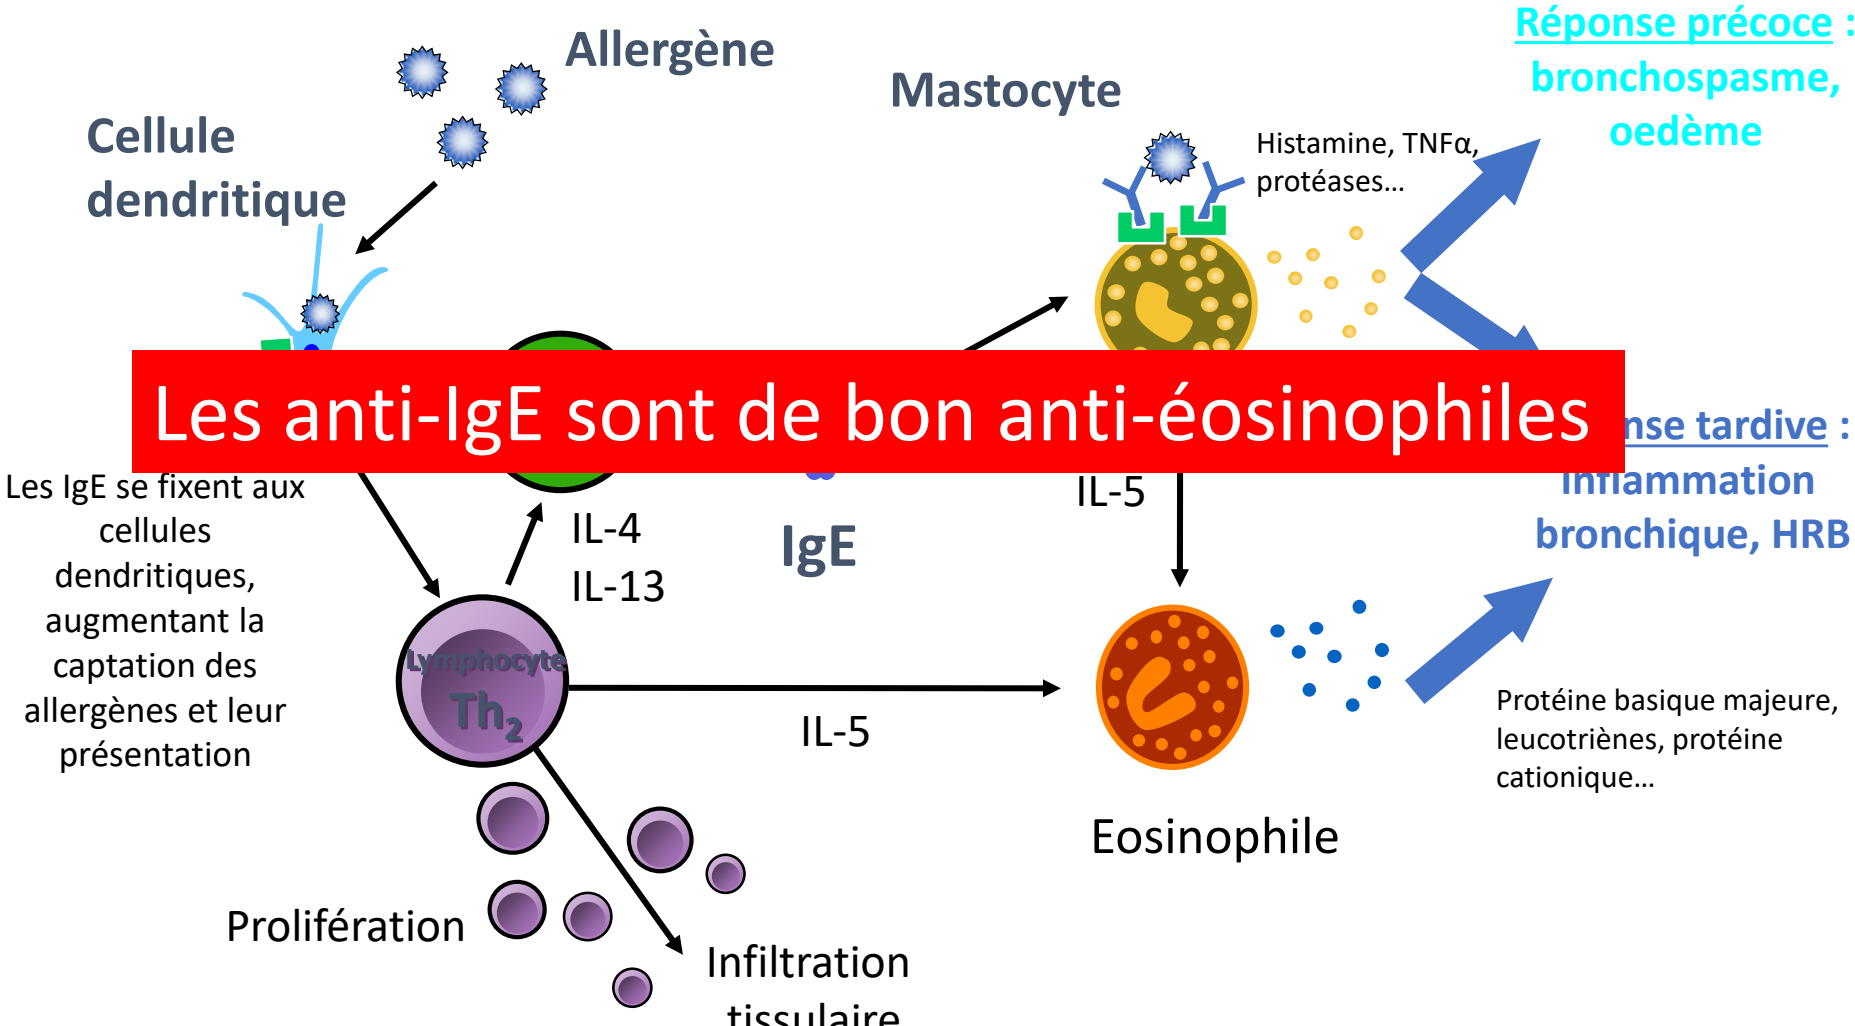 Réponse précoce :
bronchospasme,
oedème
Allergène
Mastocyte
Cellule
dendritique
Histamine, TNFα,
protéases…
Les anti-IgE sont de bon anti-éosinophiles
nse tardive :
Inflammation
bronchique, HRB
Les IgE se fixent aux
cellules
dendritiques,
augmentant la
captation des
allergènes et leur
présentation
IL-4
IL-13
IgE
IL-5
Lymphocyte
Th₂
IL-5
Protéine basique majeure,
leucotriènes, protéine
cationique…
Eosinophile
Prolifération
Infiltration
tissulaire